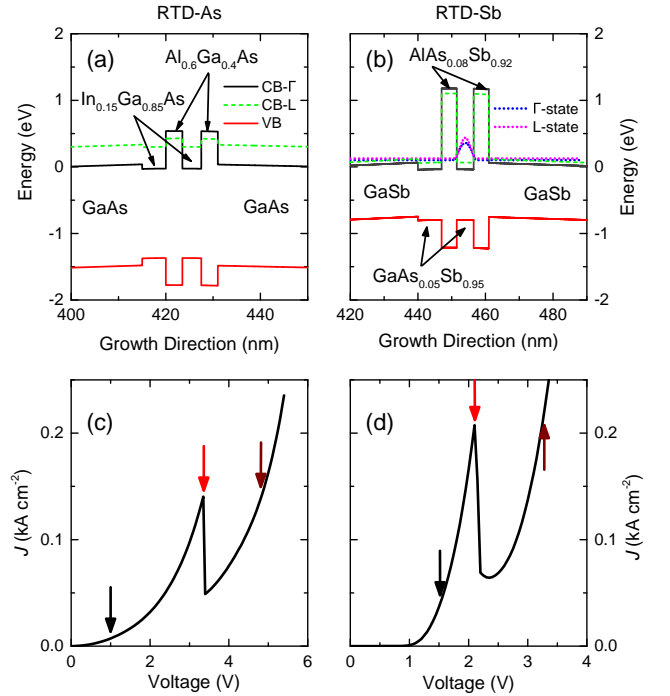 RTD-As
RTD-Sb
(a)
Al0.6Ga0.4As
In0.15Ga0.85As
CB-Γ
CB-L
VB
GaAs
GaAs
Energy (eV)
2
1
0
-1
-2
400
420
440
Growth Direction (nm)
(b)
AlAs0.08Sb0.92
Γ-state
L-state
GaSb
GaSb
GaAs0.05Sb0.95
Energy (eV)
2
1
0
-1
-2
420
440
460
480
Growth Direction (nm)
(c)
J (kA cm-2)
0.2
0.1
0.0
0
2
4
6
Voltage (V)
(d)
J (kA cm-2)
0.2
0.1
0.0
0
1
2
3
4
Voltage (V)